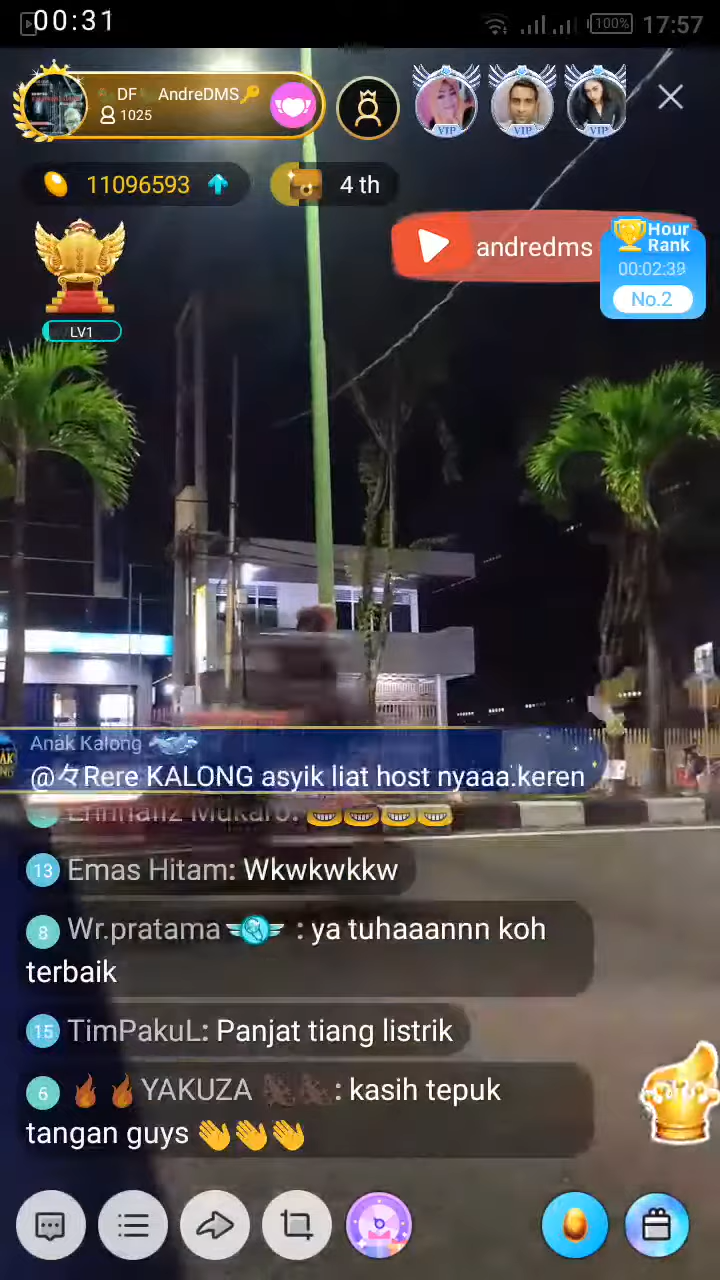 00:31
100%
17:57
DF AndreDMS
1025
VIP
VIP
VIP
11096593
4 th
andredms
Hour
Rank
00:02:39
No.2
LV1
Anak Kalong
@々Rere KALONG asyik liat host nyaaa.keren
13 Emas Hitam: Wkwkwkkw
8 Wr.pratama : ya tuhaaannn koh
terbaik
15 TimPakuL: Panjat tiang listrik
6 🔥🔥YAKUZA : kasih tepuk
tangan guys 👏👏👏